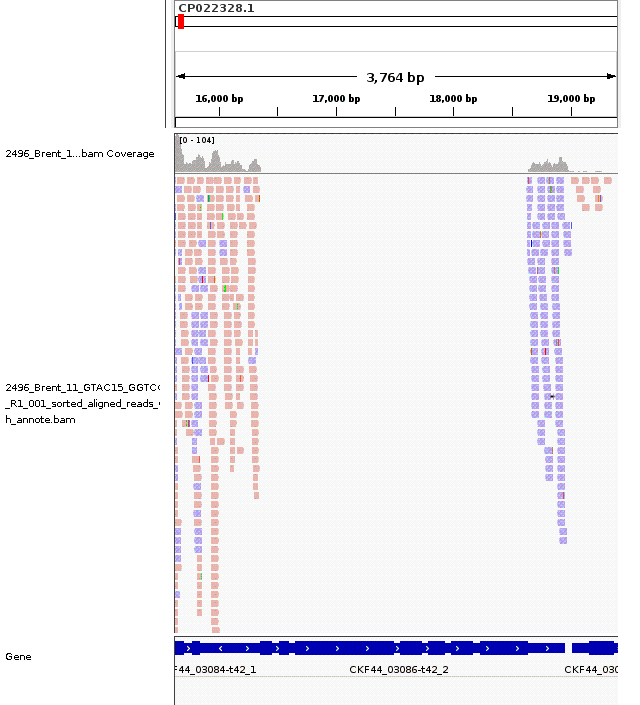 CP022328.1
3,764 bp
16,000 bp 17,000 bp 18,000 bp 19,000 bp
[0 - 104]
2496_Brent_1...bam Coverage
2496_Brent_11_GTAC15_GGTC
_R1_001_sorted_aligned_reads_
h_annote.bam
Gene
F44_03084-t42_1 CKF44_03086-t42_2 CKF44_030